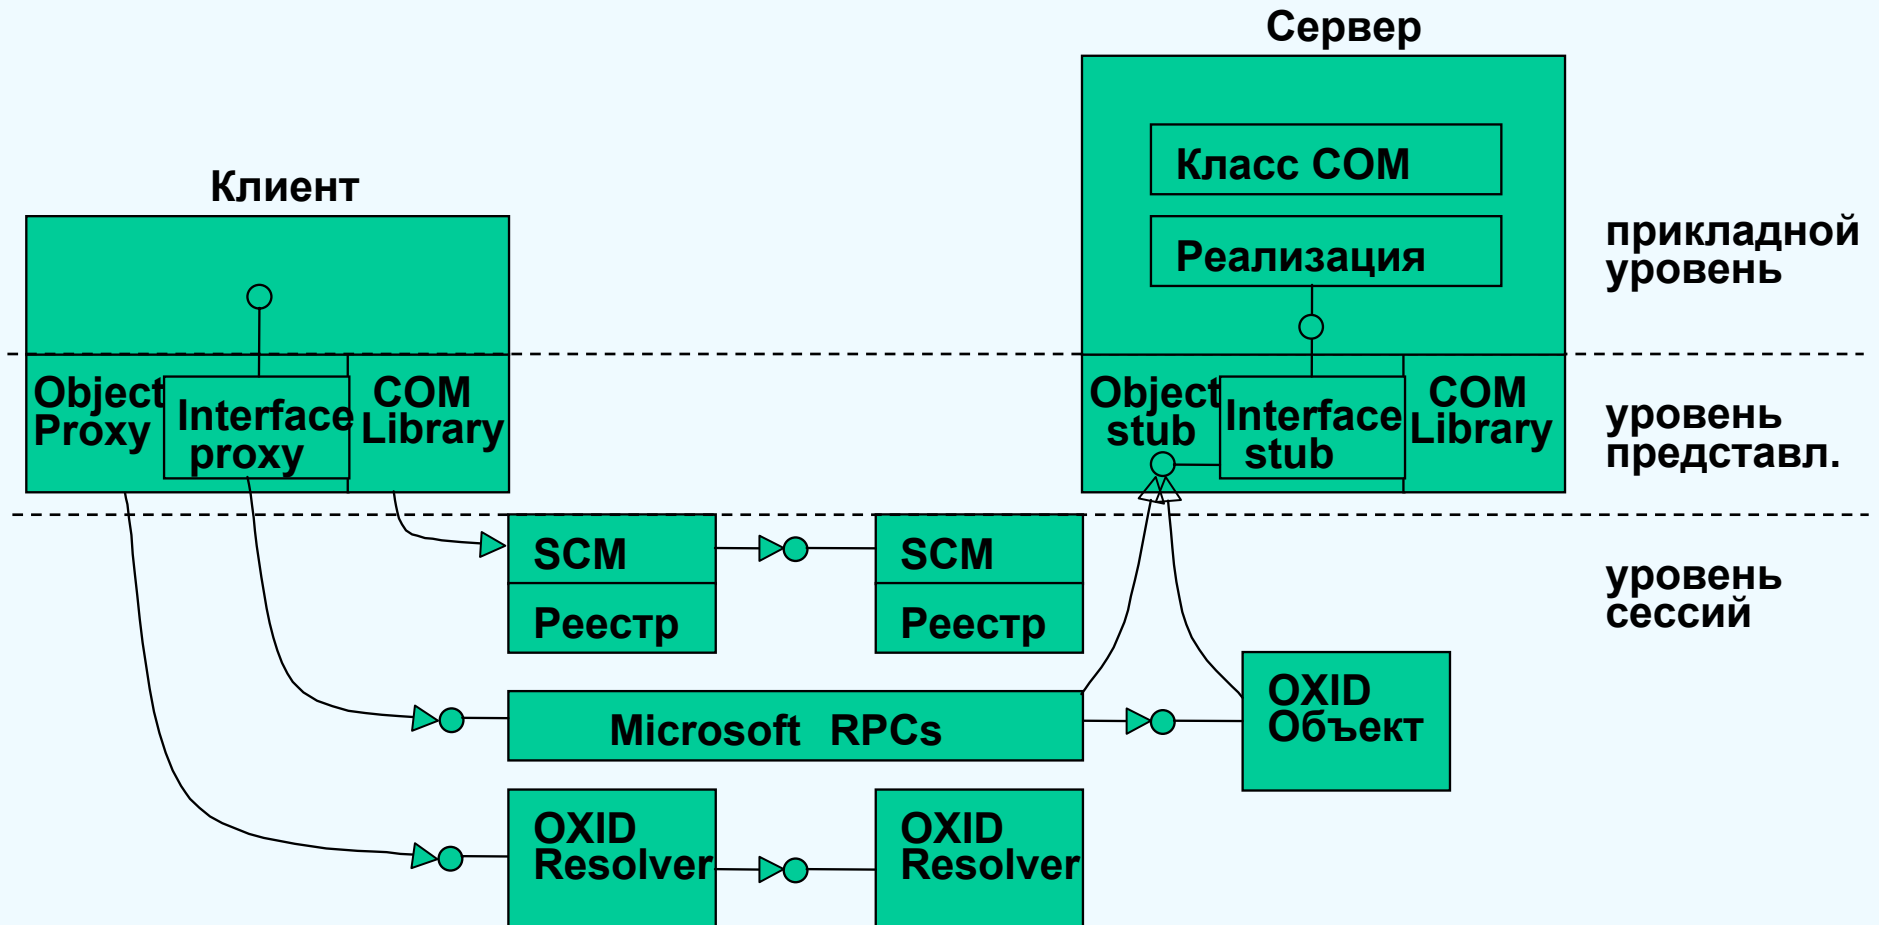 Сервер
Класс COM
Клиент
Реализация
прикладной
уровень
Object
Proxy
Interface
proxy
COM
Library
Object
stub
Interface
stub
COM
Library
уровень
представл.
SCM
Реестр
SCM
Реестр
уровень
сессий
Microsoft RPCs
OXID
Объект
OXID
Resolver
OXID
Resolver